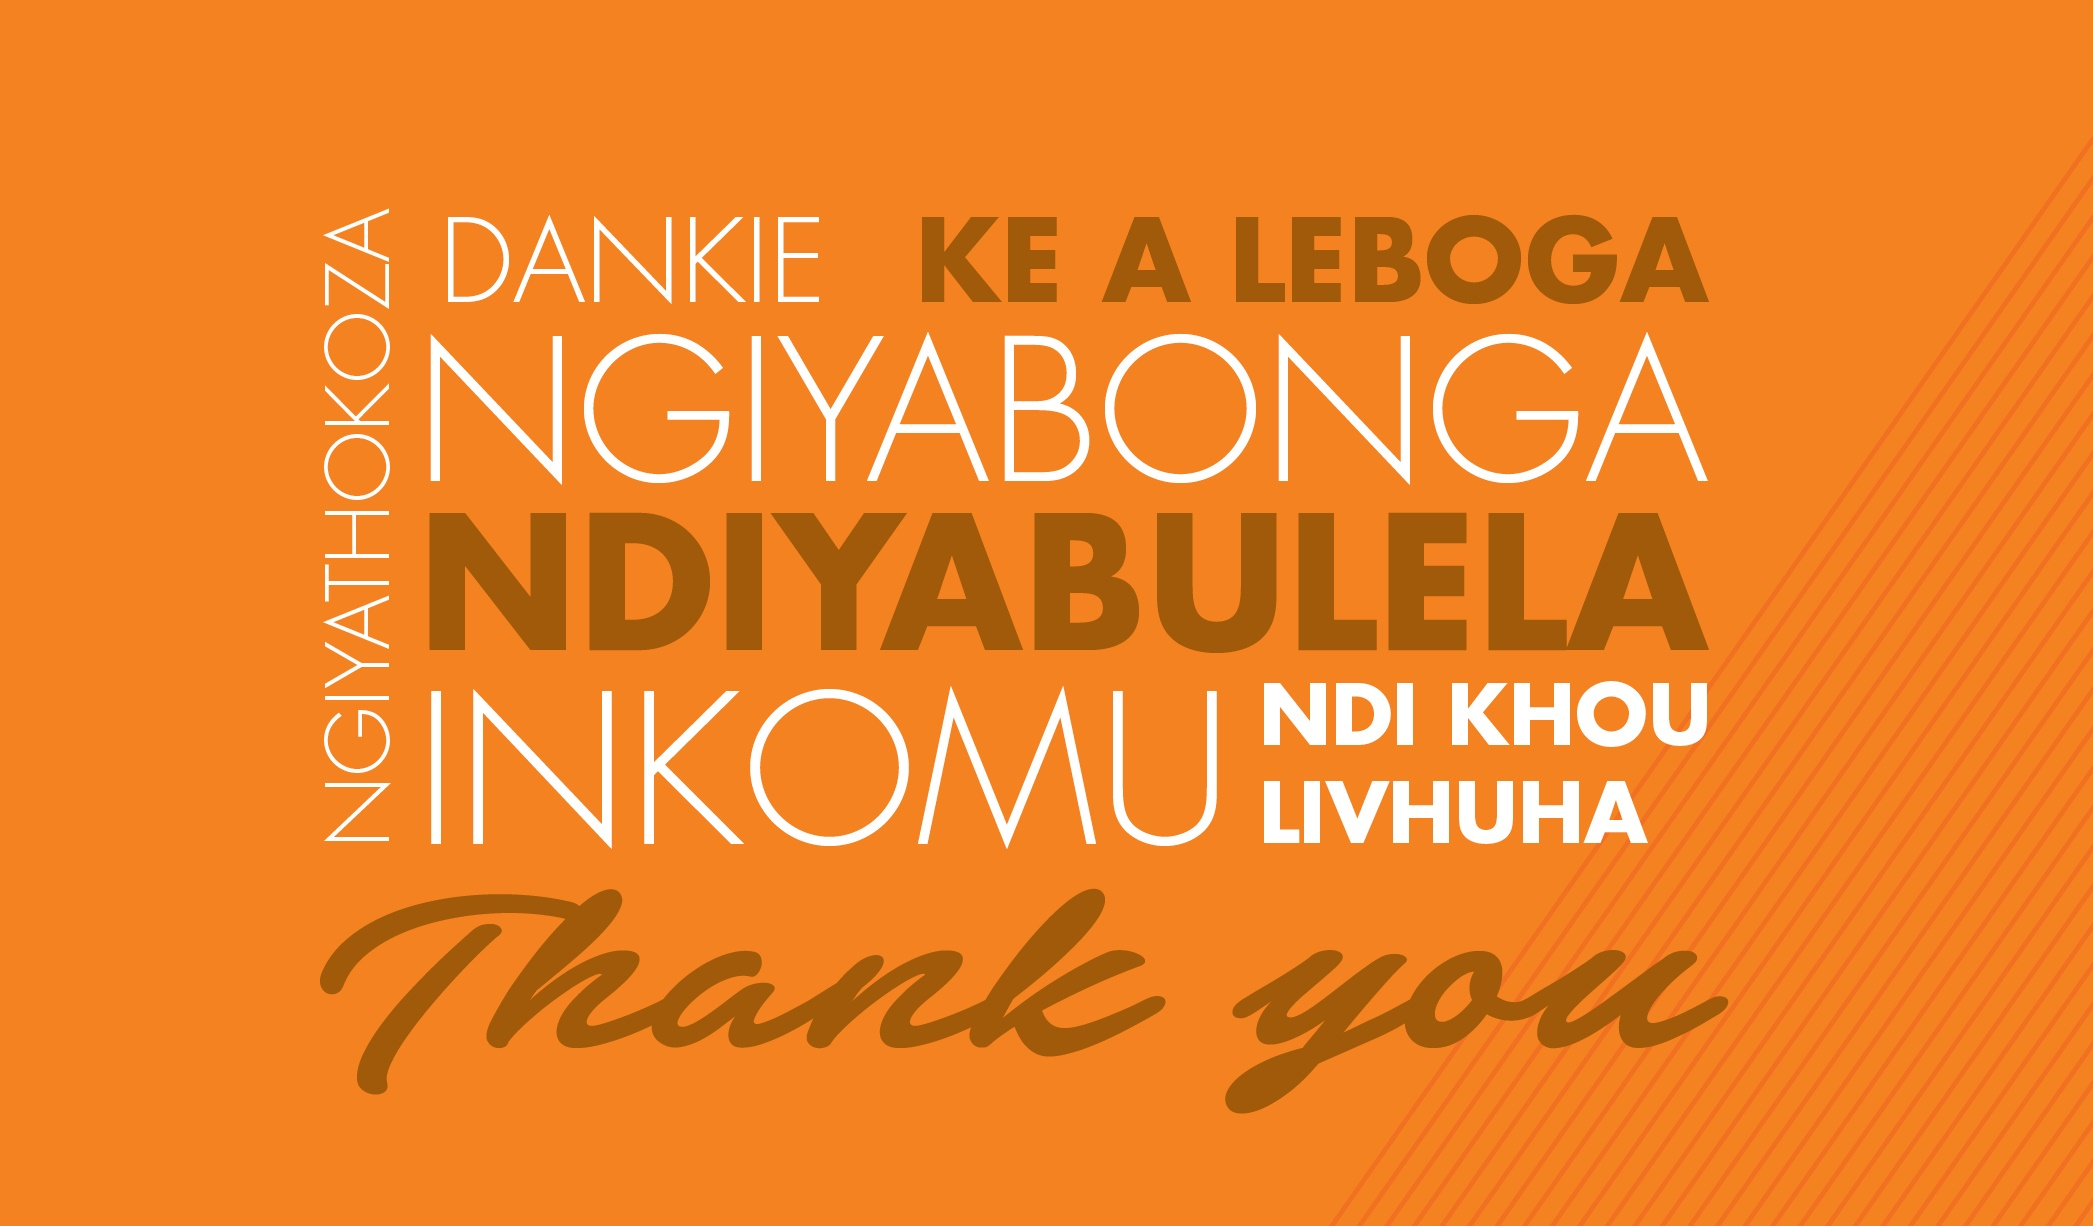 NGIYATHOKOZA
DANKIE KE A LEBOGA
NGIYABONGA
NDIYABULELA
INKOMU
NDI KHOU
LIVHUHA
Thank you